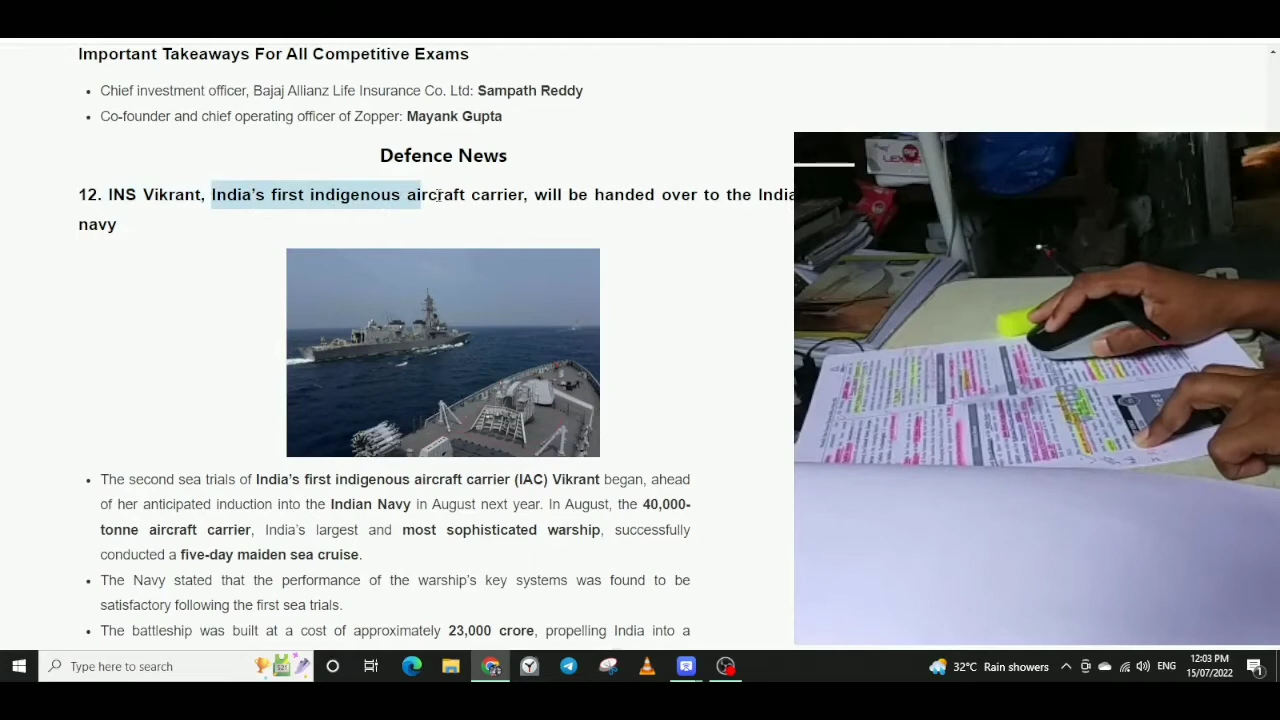 Important Takeaways For All Competitive Exams
• Chief investment officer, Bajaj Allianz Life Insurance Co. Ltd: Sampath Reddy
• Co-founder and chief operating officer of Zopper: Mayank Gupta
Defence News
12. INS Vikrant, India's first indigenous aircraft carrier, will be handed over to the India
navy
• The second sea trials of India's first indigenous aircraft carrier (IAC) Vikrant began, ahead
of her anticipated induction into the Indian Navy in August next year. In August, the 40,000-
tonne aircraft carrier, India's largest and most sophisticated warship, successfully
conducted a five-day maiden sea cruise.
• The Navy stated that the performance of the warship's key systems was found to be
satisfactory following the first sea trials.
• The battleship was built at a cost of approximately 23,000 crore, propelling India into a
Type here to search
32°C Rain showers
ENG
12:03 PM
15/07/2022